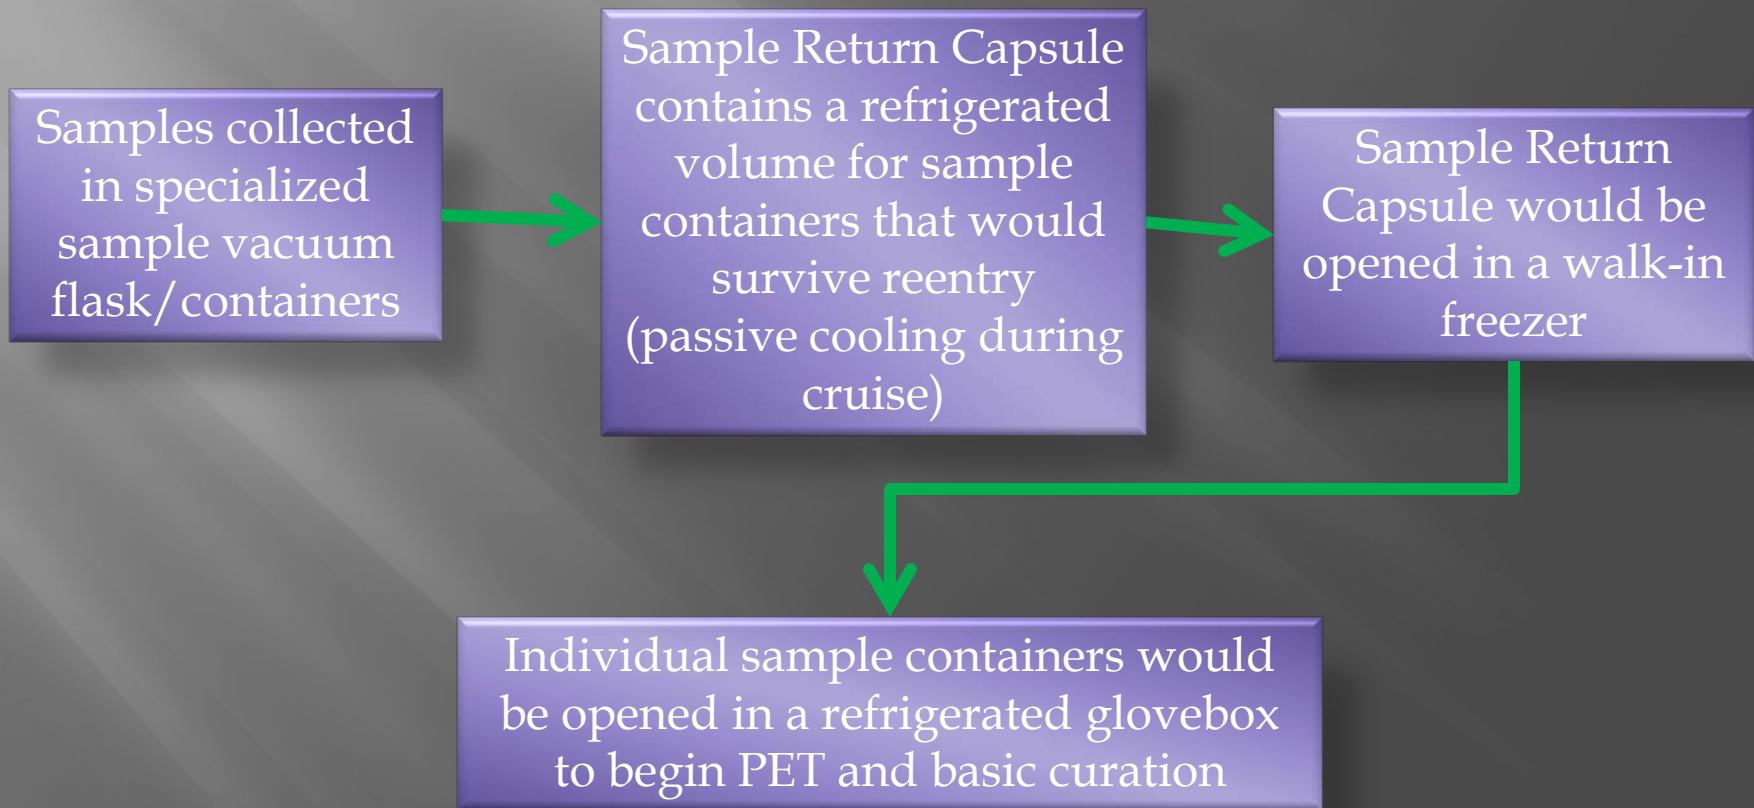 Samples collected
in specialized
sample vacuum
flask/containers
Sample Return Capsule
contains a refrigerated
volume for sample
containers that would
survive reentry
(passive cooling during
cruise)
Sample Return
Capsule would be
opened in a walk-in
freezer
Individual sample containers would
be opened in a refrigerated glovebox
to begin PET and basic curation